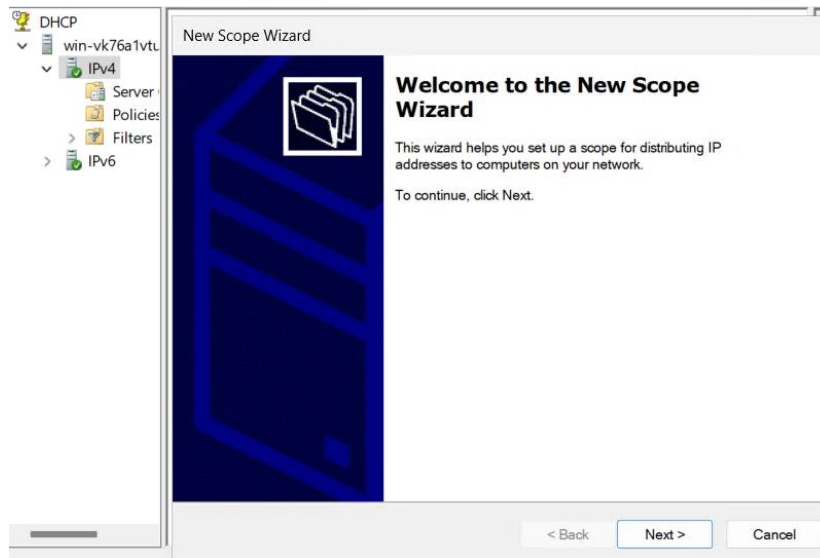 DHCP
win-vk76a1vtu
IPv4
Server
Policies
Filters
IPv6
New Scope Wizard
Welcome to the New Scope
Wizard
This wizard helps you set up a scope for distributing IP
addresses to computers on your network.
To continue, click Next.
< Back
Next >
Cancel